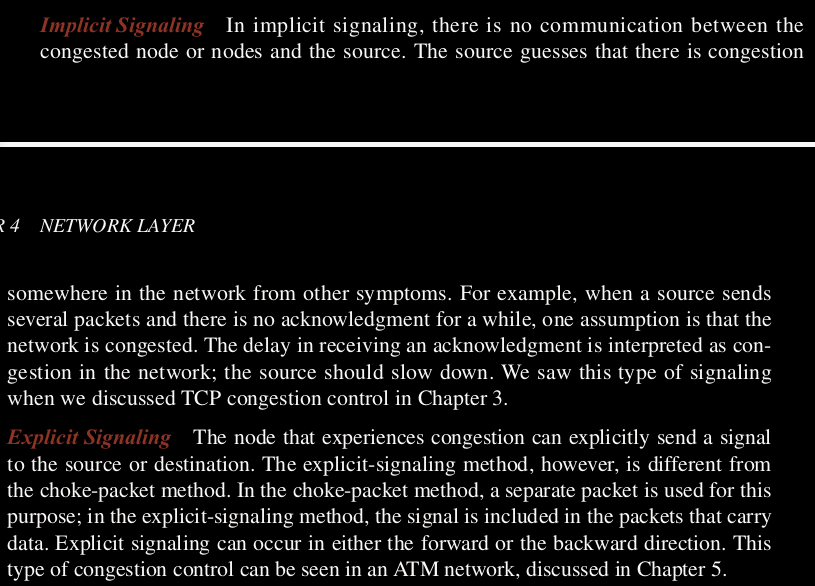 Implicit Signaling In implicit signaling, there is no communication between the
congested node or nodes and the source. The source guesses that there is congestion
R 4 NETWORK LAYER
somewhere in the network from other symptoms. For example, when a source sends
several packets and there is no acknowledgment for a while, one assumption is that the
network is congested. The delay in receiving an acknowledgment is interpreted as con-
gestion in the network; the source should slow down. We saw this type of signaling
when we discussed TCP congestion control in Chapter 3.
Explicit Signaling The node that experiences congestion can explicitly send a signal
to the source or destination. The explicit-signaling method, however, is different from
the choke-packet method. In the choke-packet method, a separate packet is used for this
purpose; in the explicit-signaling method, the signal is included in the packets that carry
data. Explicit signaling can occur in either the forward or the backward direction. This
type of congestion control can be seen in an ATM network, discussed in Chapter 5.